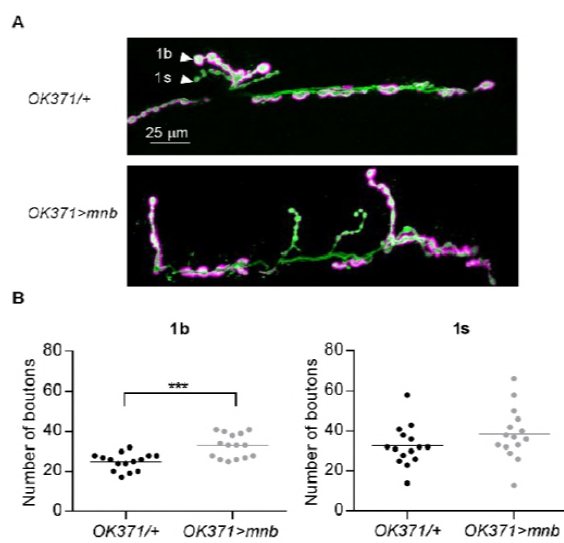 A
1b
1s
OK371/+
25 μm
OK371>mnb
B
1b
80
60
40
20
0
Number of boutons
***
OK371/+
OK371>mnb
1s
80
60
40
20
0
Number of boutons
OK371/+
OK371>mnb